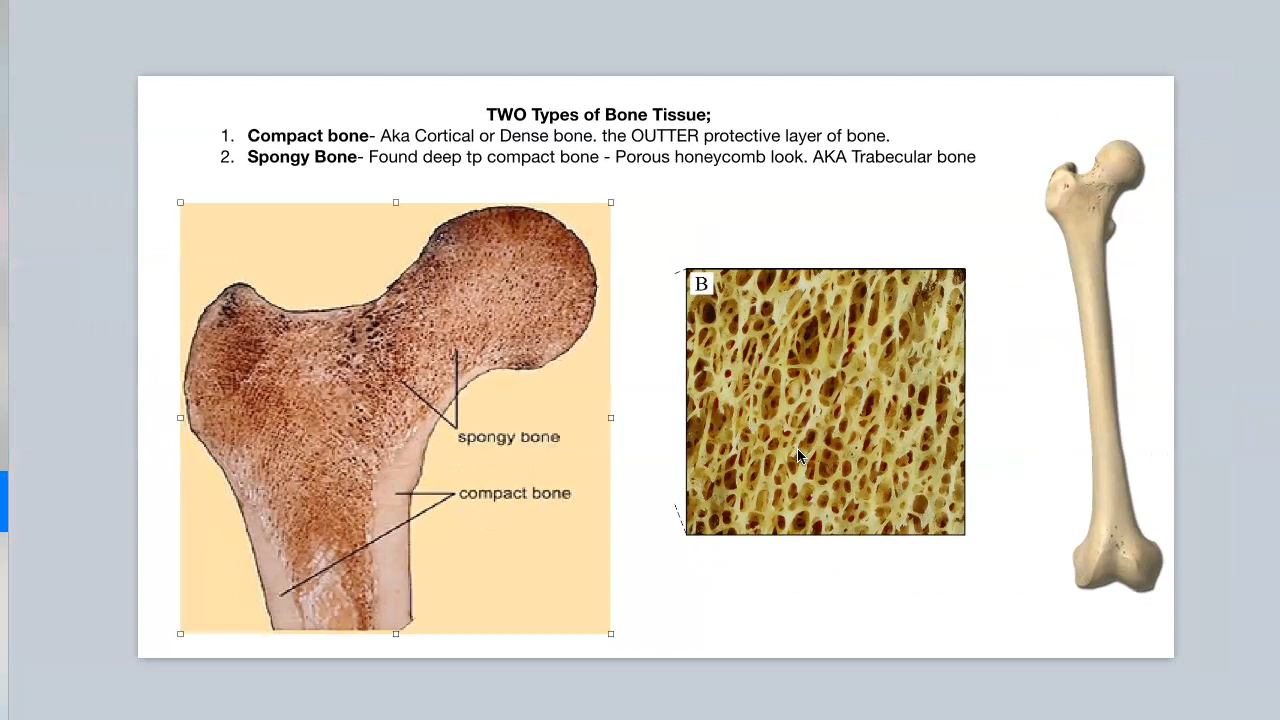 TWO Types of Bone Tissue;
1. Compact bone- Aka Cortical or Dense bone. the OUTTER protective layer of bone.
2. Spongy Bone- Found deep tp compact bone - Porous honeycomb look. AKA Trabecular bone
B
spongy bone
compact bone